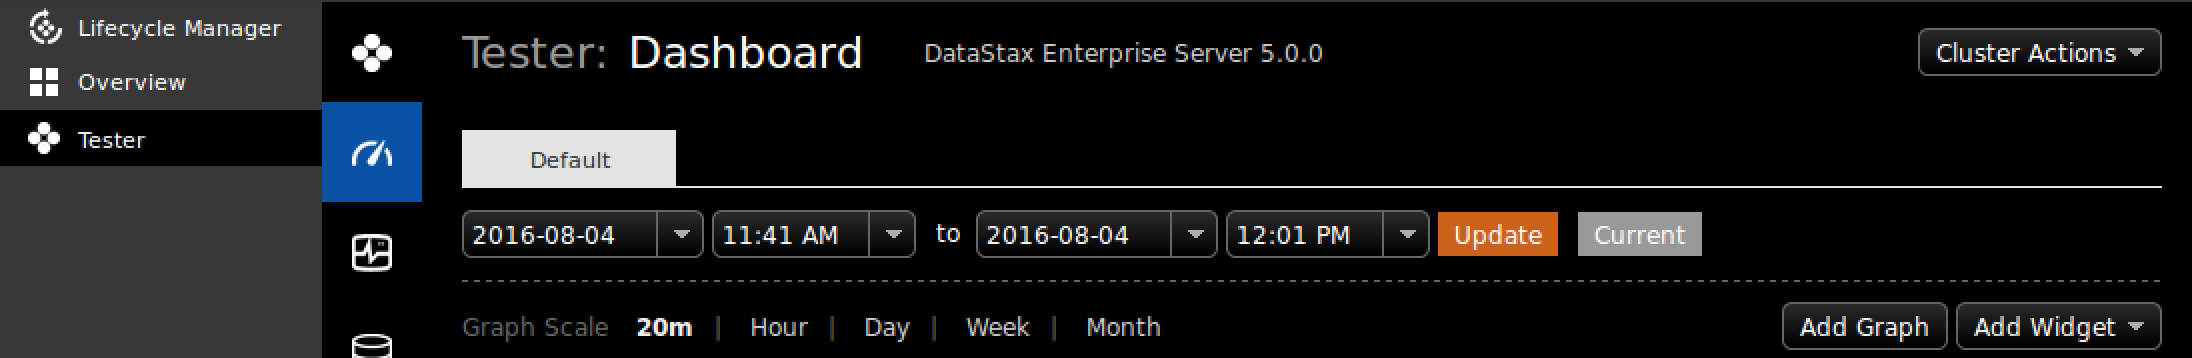 Lifecycle Manager
Overview
Tester
Tester: Dashboard DataStax Enterprise Server 5.0.0 Cluster Actions
Default
2016-08-04 11:41 AM to 2016-08-04 12:01 PM Update Current
Graph Scale 20m | Hour | Day | Week | Month Add Graph Add Widget